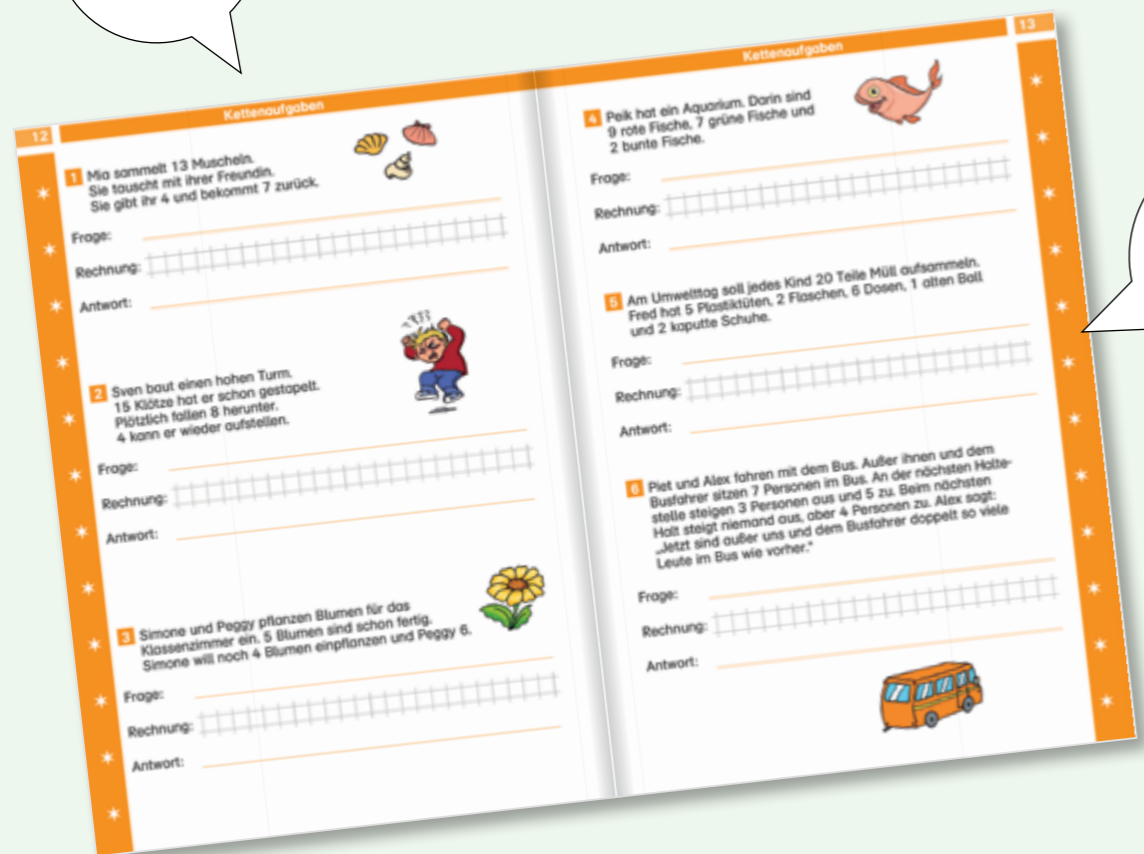 12
Kettenaufgaben
1 Mia sammelt 13 Muscheln.
Sie tauscht mit ihrer Freundin.
Sie gibt ihr 4 und bekommt 7 zurück.
Frage:
Rechnung:
Antwort:
2 Sven baut einen hohen Turm.
15 Klötze hat er schon gestapelt.
Plötzlich fallen 8 herunter.
4 kann er wieder aufstellen.
Frage:
Rechnung:
Antwort:
3 Simone und Peggy pflanzen Blumen für das
Klassenzimmer ein. 5 Blumen sind schon fertig.
Simone will noch 4 Blumen einpflanzen und Peggy 6.
Frage:
Rechnung:
Antwort:
Kettenaufgaben
13
4 Peik hat ein Aquarium. Darin sind
9 rote Fische, 7 grüne Fische und
2 bunte Fische.
Frage:
Rechnung:
Antwort:
5 Am Umwelttag soll jedes Kind 20 Teile Müll aufsammeln.
Fred hat 5 Plastiktüten, 2 Flaschen, 6 Dosen, 1 alten Ball
und 2 kaputte Schuhe.
Frage:
Rechnung:
Antwort:
6 Piet und Alex fahren mit dem Bus. Außer ihnen und dem
Busfahrer sitzen 7 Personen im Bus. An der nächsten Halte-
stelle steigen 3 Personen aus und 5 zu. Beim nächsten
Halt steigt niemand aus, aber 4 Personen zu. Alex sagt:
„Jetzt sind außer uns und dem Busfahrer doppelt so viele
Leute im Bus wie vorher.“
Frage:
Rechnung:
Antwort: